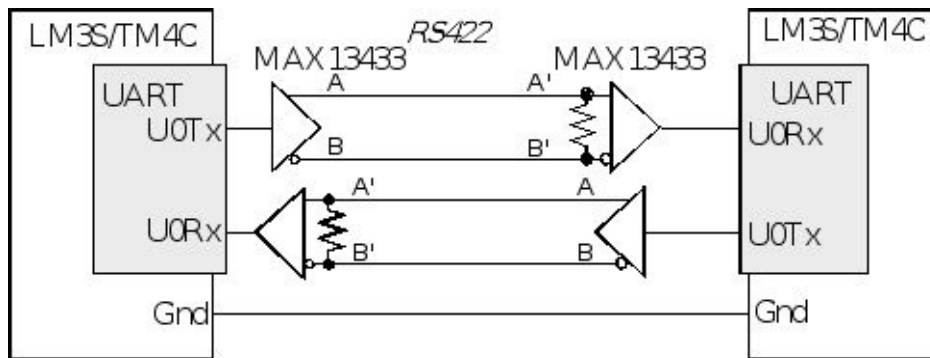 LM3S/TM4C
RS422
LM3S/TM4C
MAX13433
MAX13433
UART
A
A'
UART
U0Tx
U0Rx
B
B'
A'
A
U0Rx
U0Tx
B'
B
Gnd
Gnd